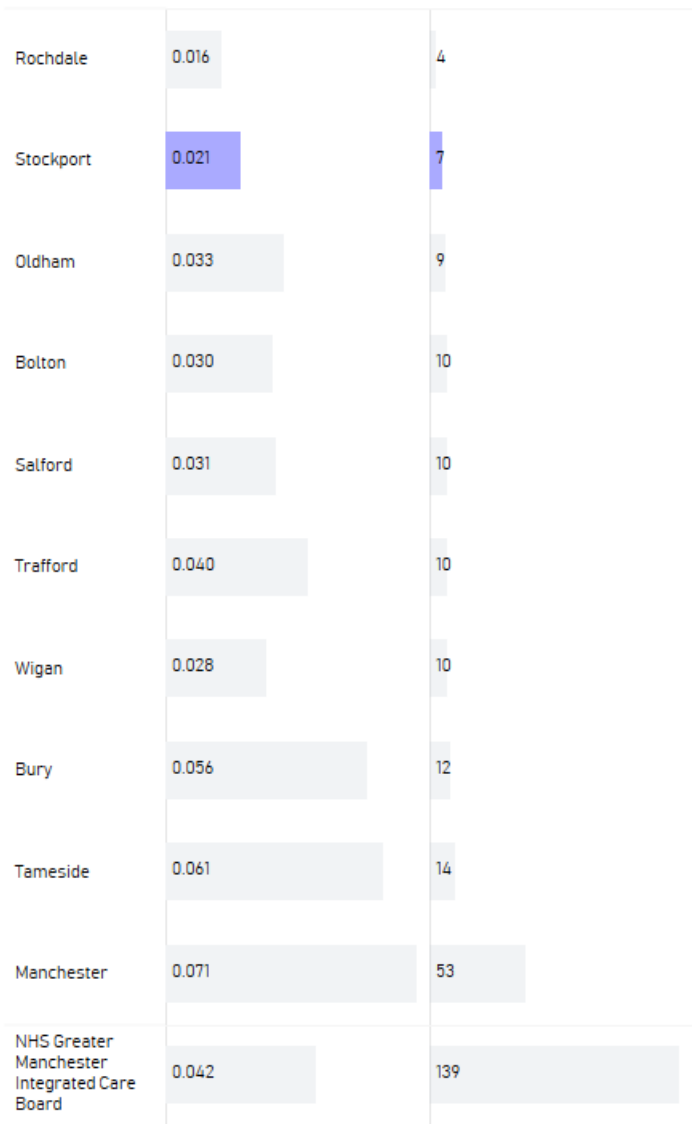 Rochdale 0.016 4
Stockport 0.021 7
Oldham 0.033 9
Bolton 0.030 10
Salford 0.031 10
Trafford 0.040 10
Wigan 0.028 10
Bury 0.056 12
Tameside 0.061 14
Manchester 0.071 53
NHS Greater
Manchester
Integrated Care
Board
0.042 139